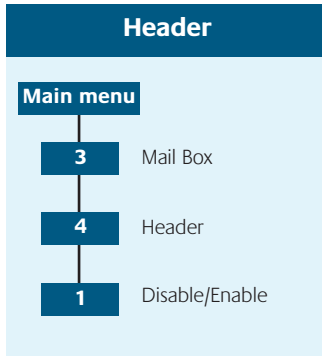 Header
Main menu
3 Mail Box
4 Header
1 Disable/Enable